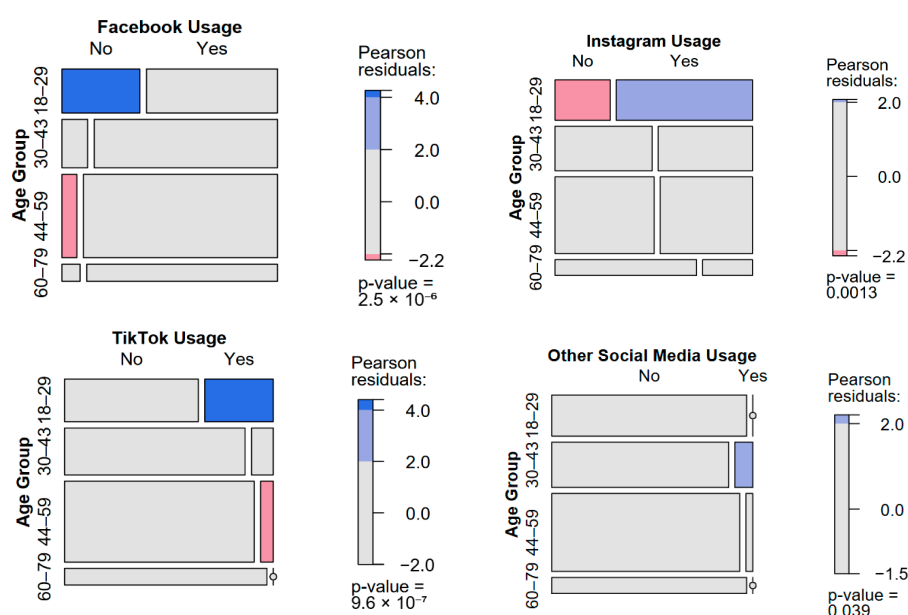 Facebook Usage
No Yes
Age Group
18–29
30–43
44–59
60–79
Pearson
residuals:
4.0
2.0
0.0
−2.2
p-value =
2.5 × 10⁻⁶
Instagram Usage
No Yes
Age Group
18–29
30–43
44–59
60–79
Pearson
residuals:
2.0
0.0
−2.2
p-value =
0.0013
TikTok Usage
No Yes
Age Group
18–29
30–43
44–59
60–79
Pearson
residuals:
4.0
2.0
0.0
−2.0
p-value =
9.6 × 10⁻⁷
Other Social Media Usage
No Yes
Age Group
18–29
30–43
44–59
60–79
Pearson
residuals:
2.0
0.0
−1.5
p-value =
0.039